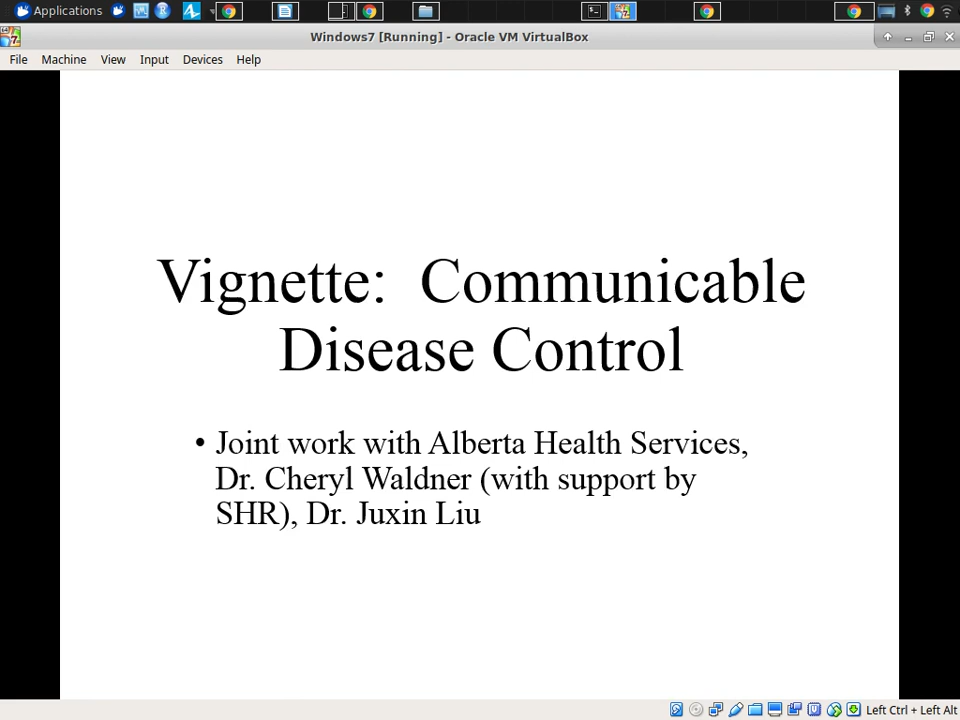 Applications
Windows7 [Running] - Oracle VM VirtualBox
File Machine View Input Devices Help
Vignette: Communicable
Disease Control
• Joint work with Alberta Health Services,
Dr. Cheryl Waldner (with support by
SHR), Dr. Juxin Liu
Left Ctrl + Left Alt